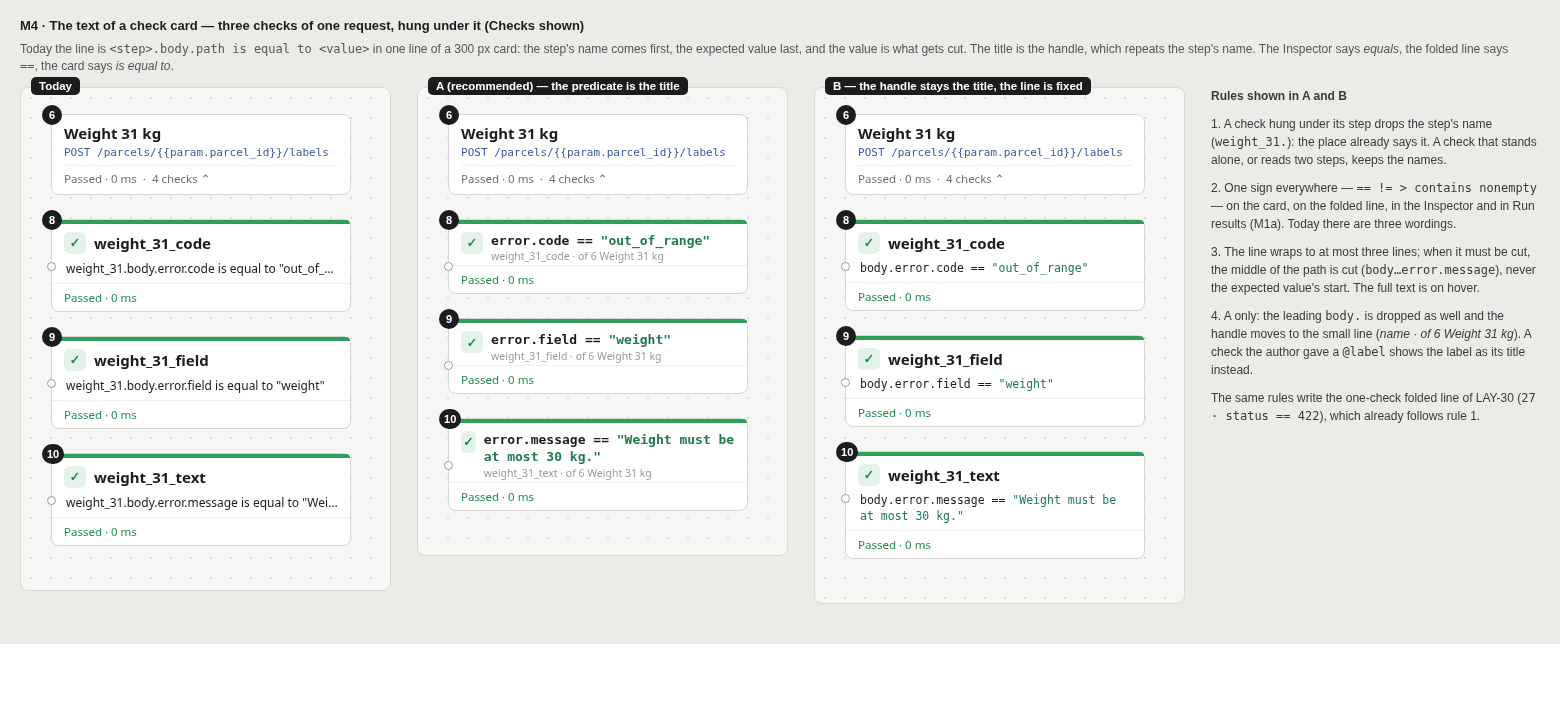 M4 · The text of a check card — three checks of one request, hung under it (Checks shown)
Today the line is <step>.body.path is equal to <value> in one line of a 300 px card: the step's name comes first, the expected value last, and the value is what gets cut. The title is the handle, which repeats the step's name. The Inspector says equals, the folded line says
==, the card says is equal to.
Today
6
Weight 31 kg
POST /parcels/{{param.parcel_id}}/labels
Passed · 0 ms · 4 checks ⌃
8
✓ weight_31_code
weight_31.body.error.code is equal to "out_of_...
Passed · 0 ms
9
✓ weight_31_field
weight_31.body.error.field is equal to "weight"
Passed · 0 ms
10
✓ weight_31_text
weight_31.body.error.message is equal to "Wei...
Passed · 0 ms
A (recommended) — the predicate is the title
6
Weight 31 kg
POST /parcels/{{param.parcel_id}}/labels
Passed · 0 ms · 4 checks ⌃
8
✓ error.code == "out_of_range"
weight_31_code · of 6 Weight 31 kg
Passed · 0 ms
9
✓ error.field == "weight"
weight_31_field · of 6 Weight 31 kg
Passed · 0 ms
10
✓ error.message == "Weight must be
at most 30 kg."
weight_31_text · of 6 Weight 31 kg
Passed · 0 ms
B — the handle stays the title, the line is fixed
6
Weight 31 kg
POST /parcels/{{param.parcel_id}}/labels
Passed · 0 ms · 4 checks ⌃
8
✓ weight_31_code
body.error.code == "out_of_range"
Passed · 0 ms
9
✓ weight_31_field
body.error.field == "weight"
Passed · 0 ms
10
✓ weight_31_text
body.error.message == "Weight must be
at most 30 kg."
Passed · 0 ms
Rules shown in A and B
1. A check hung under its step drops the step's name
(weight_31.): the place already says it. A check that stands
alone, or reads two steps, keeps the names.
2. One sign everywhere — == != > contains nonempty
— on the card, on the folded line, in the Inspector and in Run
results (M1a). Today there are three wordings.
3. The line wraps to at most three lines; when it must be cut,
the middle of the path is cut (body…error.message), never
the expected value's start. The full text is on hover.
4. A only: the leading body. is dropped as well and the
handle moves to the small line (name · of 6 Weight 31 kg). A
check the author gave a @label shows the label as its title
instead.
The same rules write the one-check folded line of LAY-30 (27
· status == 422), which already follows rule 1.